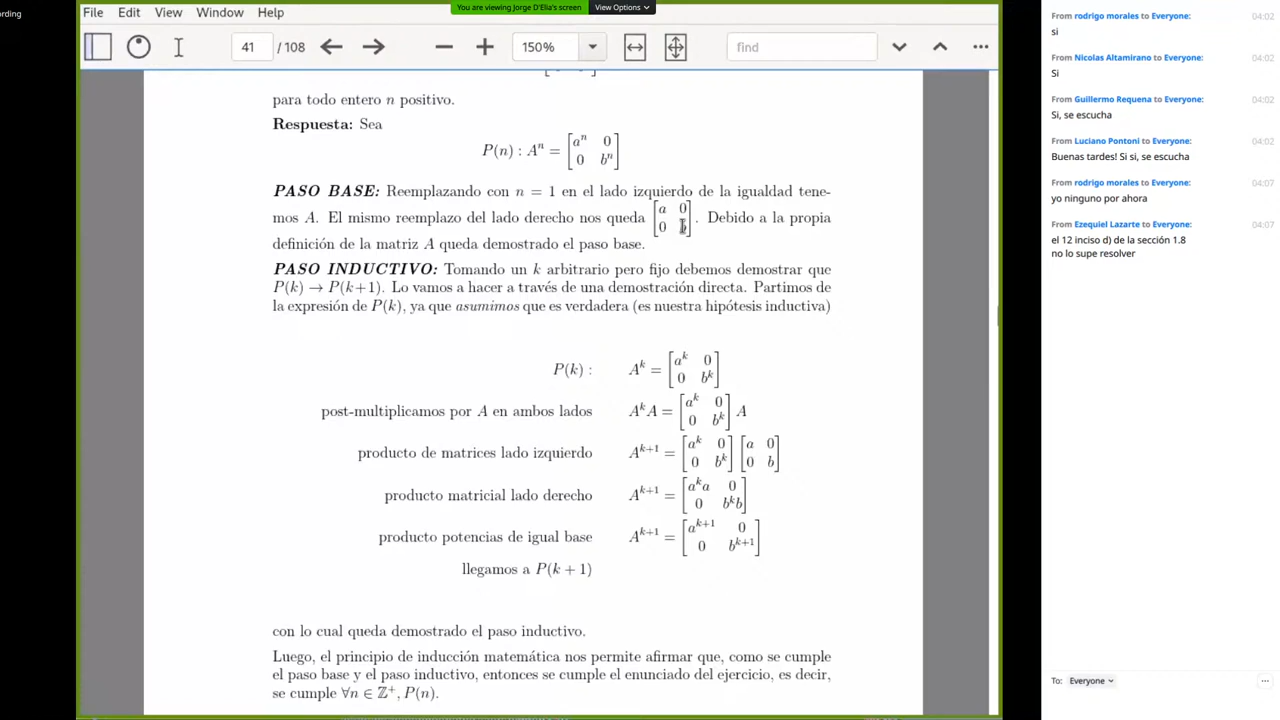 ording
File Edit View Window Help
You are viewing Jorge D'Elia's screen View Options
41 / 108 150% find
para todo entero n positivo.
Respuesta: Sea
P(n) : Aⁿ = [aⁿ 0
0 bⁿ]
PASO BASE: Reemplazando con n = 1 en el lado izquierdo de la igualdad tene-
mos A. El mismo reemplazo del lado derecho nos queda [a 0
0 b]. Debido a la propia
definición de la matriz A queda demostrado el paso base.
PASO INDUCTIVO: Tomando un k arbitrario pero fijo debemos demostrar que
P(k) → P(k+1). Lo vamos a hacer a través de una demostración directa. Partimos de
la expresión de P(k), ya que asumimos que es verdadera (es nuestra hipótesis inductiva)
P(k) : Aᵏ = [aᵏ 0
0 bᵏ]
post-multiplicamos por A en ambos lados AᵏA = [aᵏ 0
0 bᵏ] A
producto de matrices lado izquierdo Aᵏ⁺¹ = [aᵏ 0
0 bᵏ] [a 0
0 b]
producto matricial lado derecho Aᵏ⁺¹ = [aᵏa 0
0 bᵏb]
producto potencias de igual base Aᵏ⁺¹ = [aᵏ⁺¹ 0
0 bᵏ⁺¹]
llegamos a P(k + 1)
con lo cual queda demostrado el paso inductivo.
Luego, el principio de inducción matemática nos permite afirmar que, como se cumple
el paso base y el paso inductivo, entonces se cumple el enunciado del ejercicio, es decir,
se cumple ∀n ∈ ℤ⁺, P(n).
From rodrigo morales to Everyone: 04:02
si
From Nicolas Altamirano to Everyone: 04:02
Si
From Guillermo Requena to Everyone: 04:02
Si, se escucha
From Luciano Pontoni to Everyone: 04:02
Buenas tardes! Si si, se escucha
From rodrigo morales to Everyone: 04:07
yo ninguno por ahora
From Ezequiel Lazarte to Everyone: 04:07
el 12 inciso d) de la sección 1.8
no lo supe resolver
To: Everyone